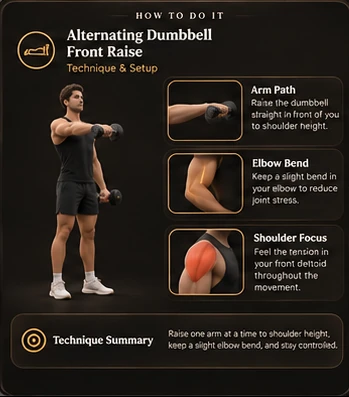 HOW TO DO IT
Alternating Dumbbell
Front Raise
Technique & Setup
Arm Path
Raise the dumbbell
straight in front of you
to shoulder height.
Elbow Bend
Keep a slight bend in
your elbow to reduce
joint stress.
Shoulder Focus
Feel the tension in
your front deltoid
throughout the
movement.
Technique Summary
Raise one arm at a time to shoulder height,
keep a slight elbow bend, and stay controlled.